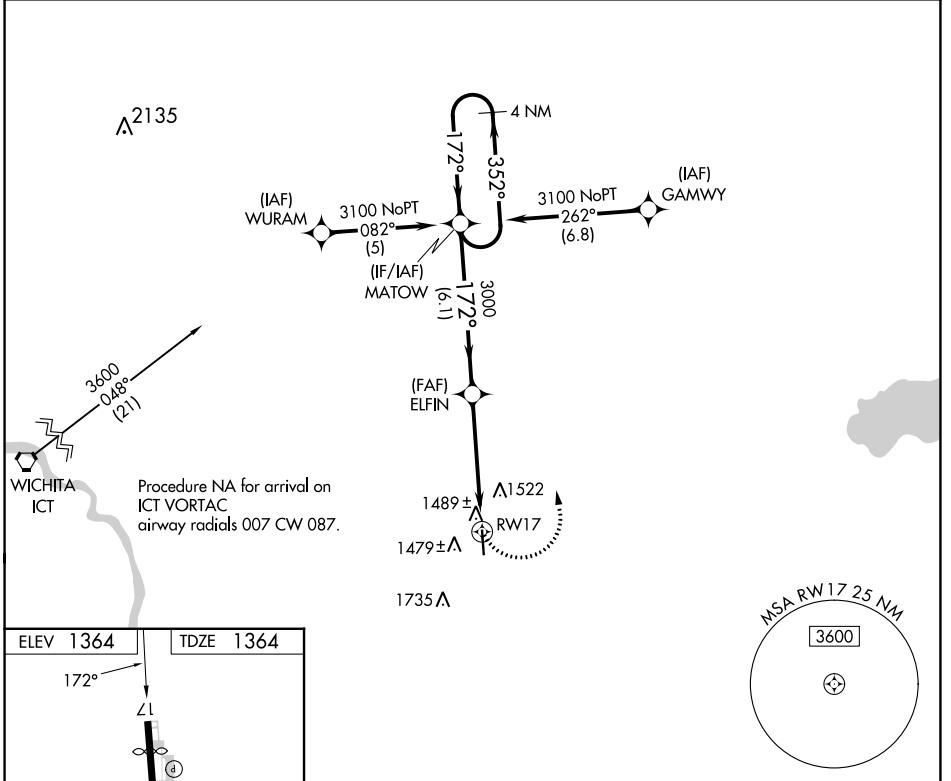 2135
4 NM
172°
352°
(IAF)
WURAM
3100 NoPT
082°
(5)
3100 NoPT
262°
(6.8)
(IAF)
GAMWY
(IF/IAF)
MATOW
3000
172°
(6.1)
3600
048°
(21)
(FAF)
ELFIN
WICHITA
ICT
Procedure NA for arrival on
ICT VORTAC
airway radials 007 CW 087.
1489±
1522
RW17
1479±
1735
MSA RW17 25 NM
3600
ELEV 1364
TDZE 1364
172°
17
P